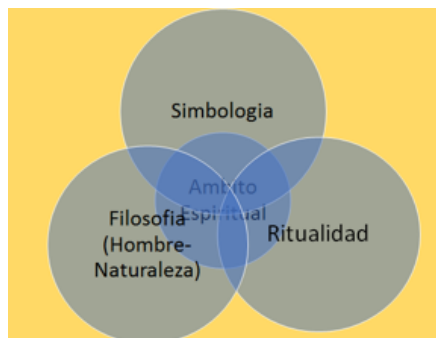 Simbologia
Ambito
Espiritual
Filosofia
(Hombre-
Naturaleza)
Ritualidad